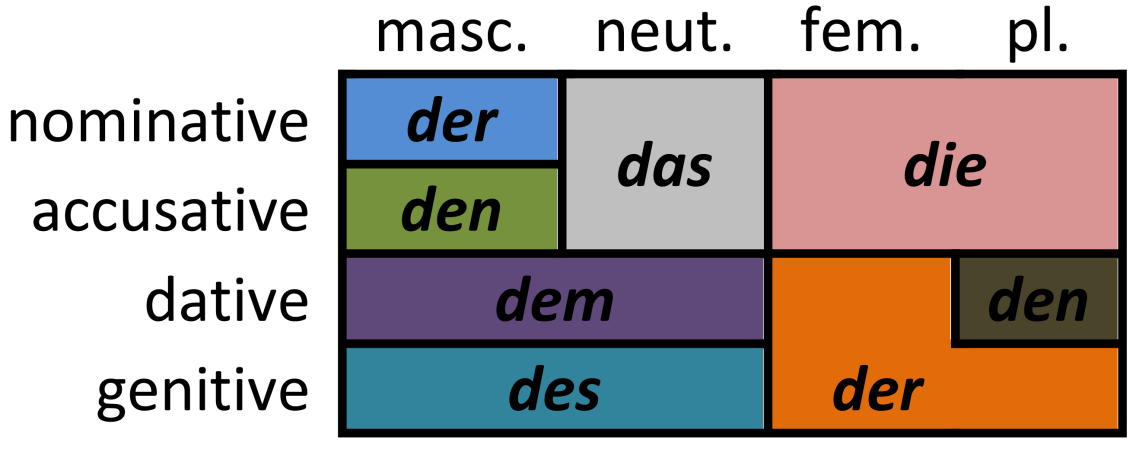 masc. neut. fem. pl.
nominative der
das die
accusative den
dative dem den
genitive des der